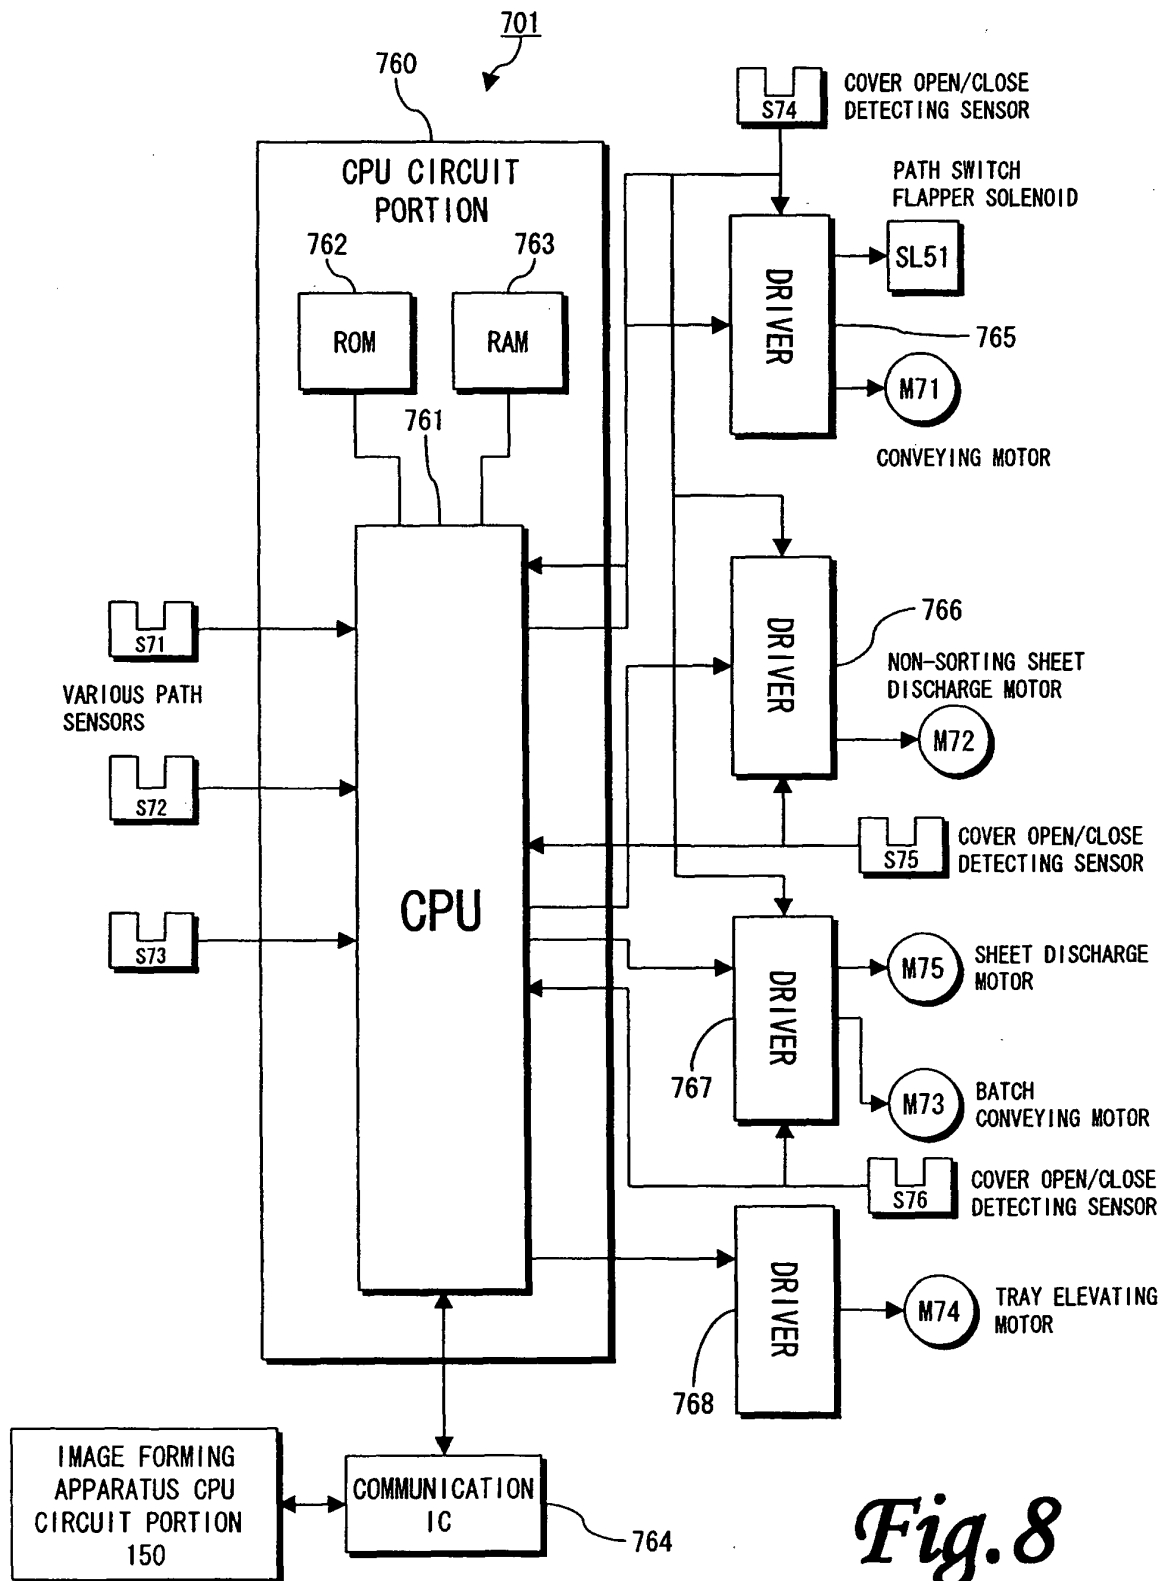 701
760
S74
COVER OPEN/CLOSE
DETECTING SENSOR
CPU CIRCUIT
PORTION
PATH SWITCH
FLAPPER SOLENOID
762
763
SL51
ROM
RAM
DRIVER
765
M71
761
CONVEYING MOTOR
S71
VARIOUS PATH
SENSORS
S72
S73
CPU
DRIVER
766
NON-SORTING SHEET
DISCHARGE MOTOR
M72
S75
COVER OPEN/CLOSE
DETECTING SENSOR
DRIVER
767
M75
SHEET DISCHARGE
MOTOR
M73
BATCH
CONVEYING MOTOR
S76
COVER OPEN/CLOSE
DETECTING SENSOR
DRIVER
768
M74
TRAY ELEVATING
MOTOR
IMAGE FORMING
APPARATUS CPU
CIRCUIT PORTION
150
COMMUNICATION
IC
764
Fig. 8